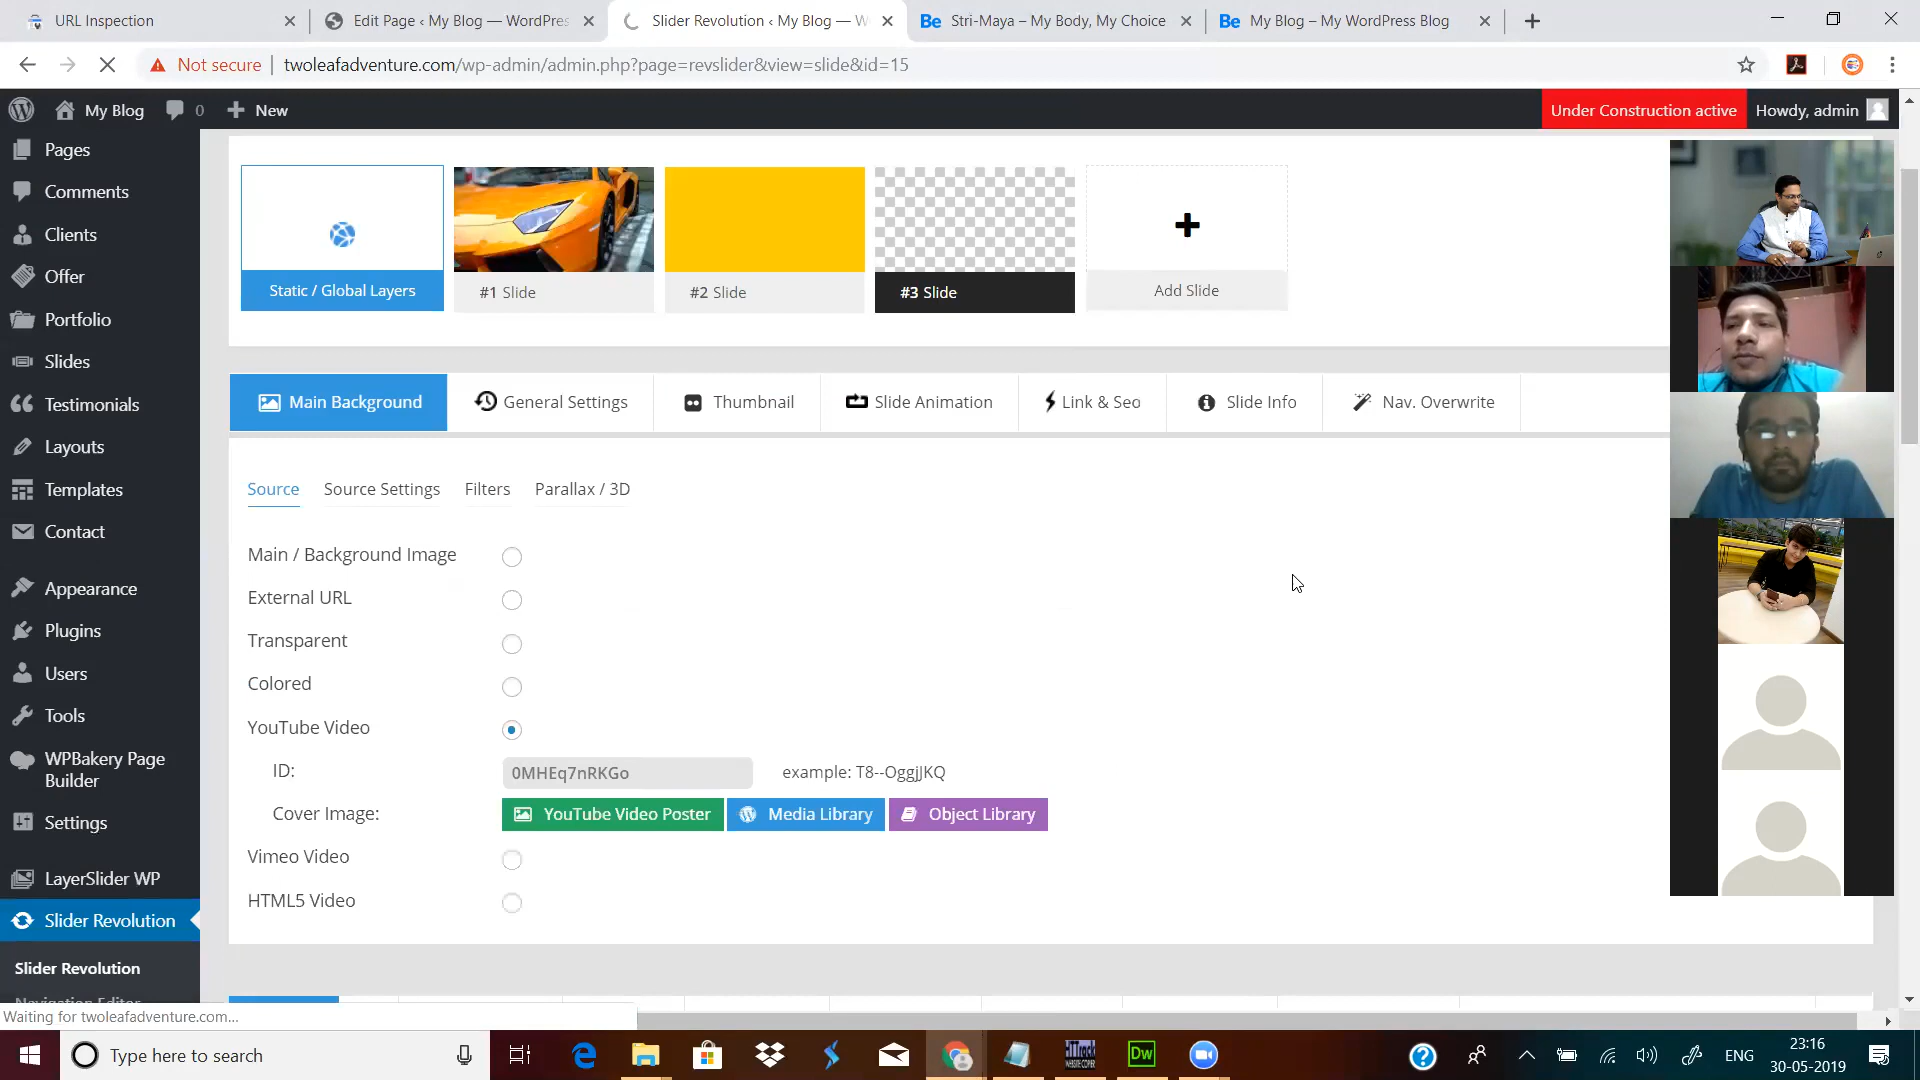 URL Inspection
Edit Page ‹ My Blog — WordPres
Slider Revolution ‹ My Blog — W
Be Stri-Maya – My Body, My Choice
Be My Blog – My WordPress Blog
Not secure twoleafadventure.com/wp-admin/admin.php?page=revslider&view=slide&id=15
My Blog 0 New Under Construction active Howdy, admin
Pages
Comments
Clients
Offer
Portfolio
Slides
Testimonials
Layouts
Templates
Contact
Appearance
Plugins
Users
Tools
WPBakery Page
Builder
Settings
LayerSlider WP
Slider Revolution
Slider Revolution
Navigation Editor
Static / Global Layers
#1 Slide
#2 Slide
#3 Slide
Add Slide
Main Background General Settings Thumbnail Slide Animation Link & Seo Slide Info Nav. Overwrite
Source Source Settings Filters Parallax / 3D
Main / Background Image
External URL
Transparent
Colored
YouTube Video
ID: 0MHEq7nRKGo example: T8--OggjJKQ
Cover Image: YouTube Video Poster Media Library Object Library
Vimeo Video
HTML5 Video
Waiting for twoleafadventure.com...
Type here to search
HTTrack
WEBSITE COPIER
Dw
ENG
23:16
30-05-2019